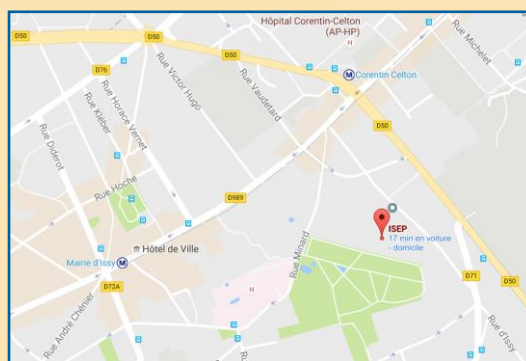 Hôpital Corentin-Celton
(AP-HP)
H
D50
D50
D50
D76
M Corentin Celton
Rue Michelet
Rue Victor Hugo
Rue Vaudetard
Rue Horace Vernet
Rue Kléber
Rue Diderot
D50
Rue Hoche
D989
ISEP
17 min en voiture
- domicile
Hôtel de Ville
Mairie d'Issy M
Rue Minard
H
D72A
D71
D50
Rue André Chénier
Rue d'Issy